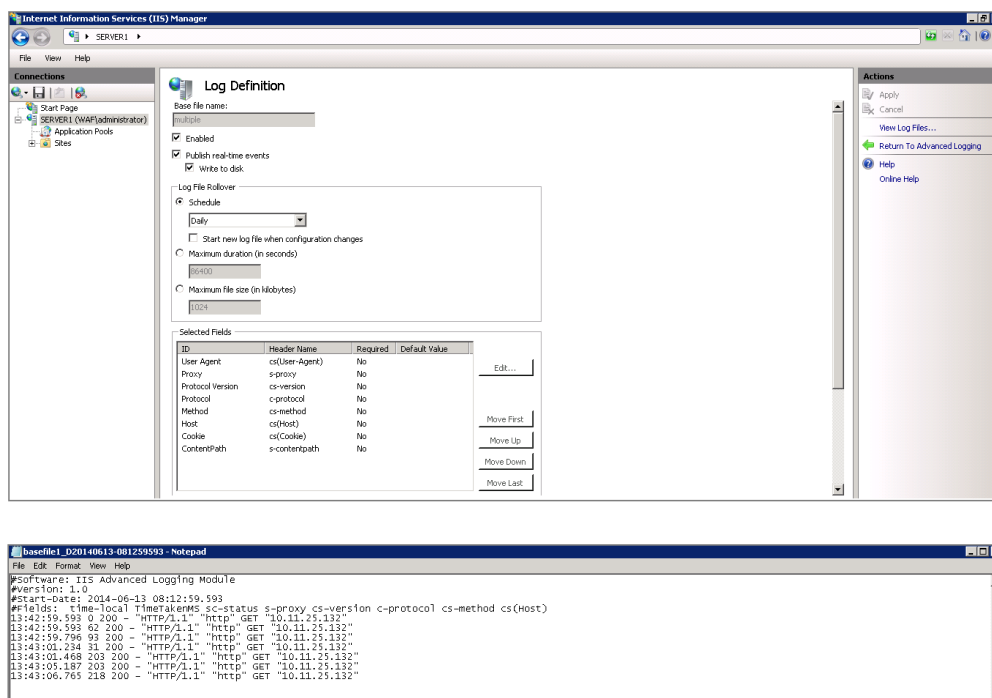 Internet Information Services (IIS) Manager
SERVER1
File View Help
Connections
Start Page
SERVER1 (WAF\administrator)
Application Pools
Sites
Log Definition
Base file name:
multiple
Enabled
Publish real-time events
Write to disk
Log File Rollover
Schedule
Daily
Start new log file when configuration changes
Maximum duration (in seconds)
86400
Maximum file size (in kilobytes)
1024
Selected Fields
ID Header Name Required Default Value
User Agent cs(User-Agent) No
Proxy s-proxy No
Protocol Version cs-version No
Protocol c-protocol No
Method cs-method No
Host cs(Host) No
Cookie cs(Cookie) No
ContentPath s-contentpath No
Edit...
Move First
Move Up
Move Down
Move Last
Actions
Apply
Cancel
View Log Files...
Return To Advanced Logging
Help
Online Help
basefile1_D20140613-081259593 - Notepad
File Edit Format View Help
#Software: IIS Advanced Logging Module
#Version: 1.0
#Start-Date: 2014-06-13 08:12:59.593
#Fields: time-local TimeTakenMS sc-status s-proxy cs-version c-protocol cs-method cs(Host)
13:42:59.593 0 200 - "HTTP/1.1" "http" GET "10.11.25.132"
13:42:59.593 62 200 - "HTTP/1.1" "http" GET "10.11.25.132"
13:42:59.796 93 200 - "HTTP/1.1" "http" GET "10.11.25.132"
13:43:01.234 31 200 - "HTTP/1.1" "http" GET "10.11.25.132"
13:43:01.468 203 200 - "HTTP/1.1" "http" GET "10.11.25.132"
13:43:05.187 203 200 - "HTTP/1.1" "http" GET "10.11.25.132"
13:43:06.765 218 200 - "HTTP/1.1" "http" GET "10.11.25.132"